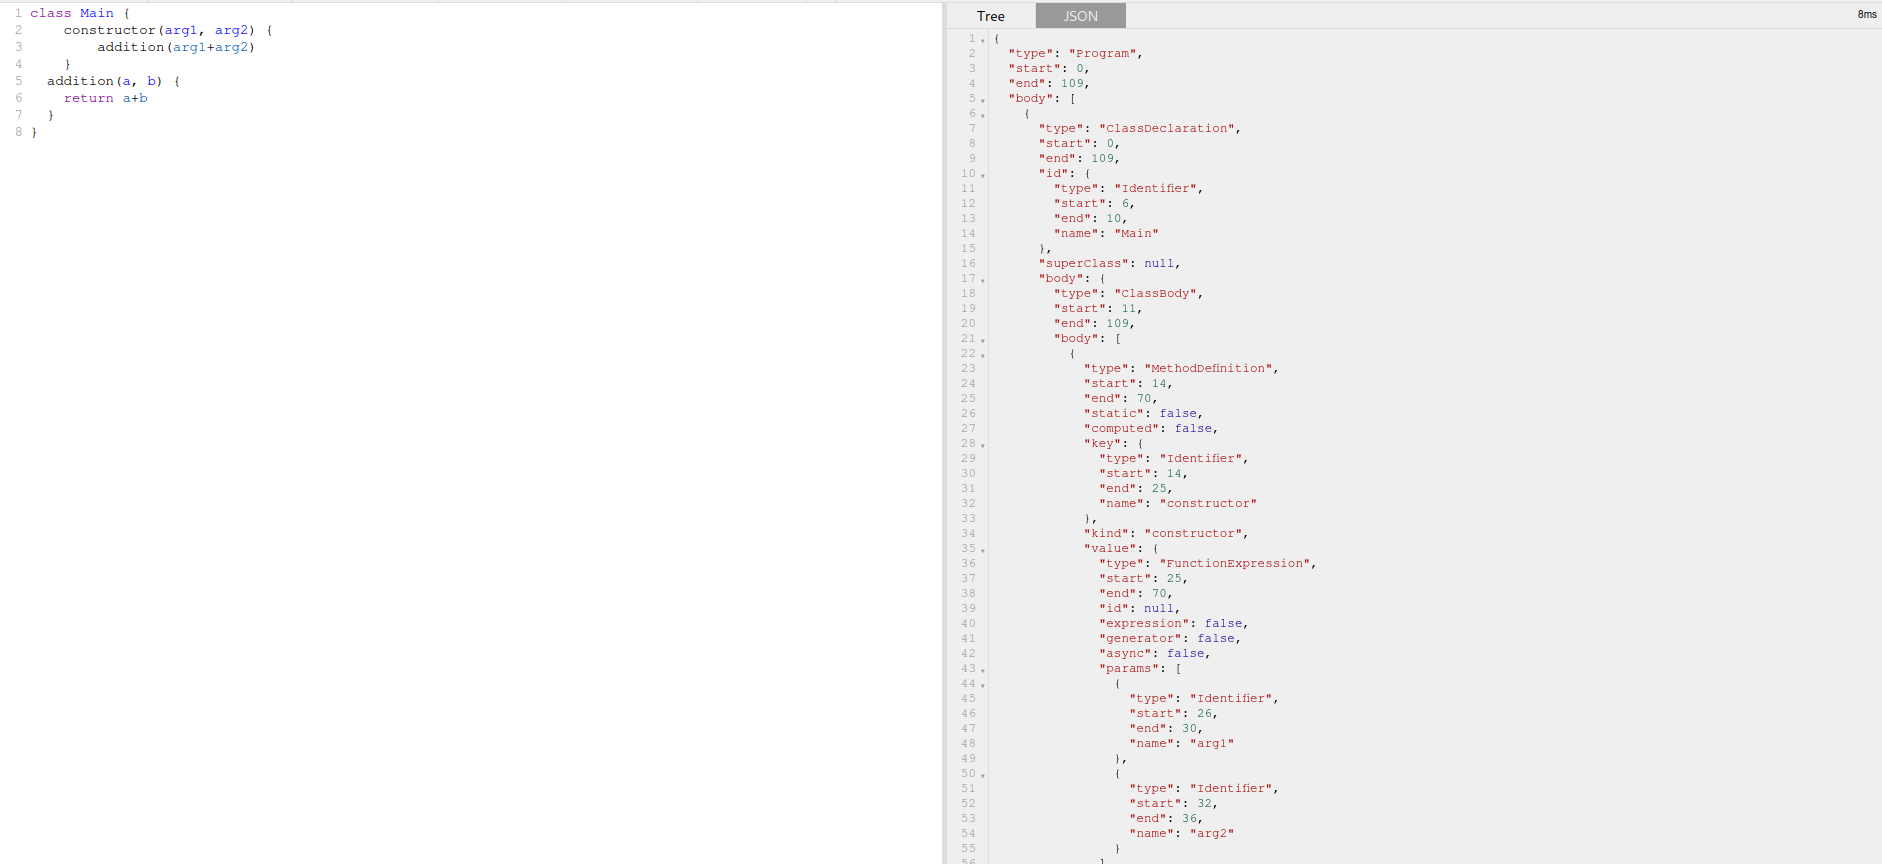 1 class Main {
2 constructor(arg1, arg2) {
3 addition(arg1+arg2)
4 }
5 addition(a, b) {
6 return a+b
7 }
8 }
Tree JSON 8ms
1 {
2 "type": "Program",
3 "start": 0,
4 "end": 109,
5 "body": [
6 {
7 "type": "ClassDeclaration",
8 "start": 0,
9 "end": 109,
10 "id": {
11 "type": "Identifier",
12 "start": 6,
13 "end": 10,
14 "name": "Main"
15 },
16 "superClass": null,
17 "body": {
18 "type": "ClassBody",
19 "start": 11,
20 "end": 109,
21 "body": [
22 {
23 "type": "MethodDefinition",
24 "start": 14,
25 "end": 70,
26 "static": false,
27 "computed": false,
28 "key": {
29 "type": "Identifier",
30 "start": 14,
31 "end": 25,
32 "name": "constructor"
33 },
34 "kind": "constructor",
35 "value": {
36 "type": "FunctionExpression",
37 "start": 25,
38 "end": 70,
39 "id": null,
40 "expression": false,
41 "generator": false,
42 "async": false,
43 "params": [
44 {
45 "type": "Identifier",
46 "start": 26,
47 "end": 30,
48 "name": "arg1"
49 },
50 {
51 "type": "Identifier",
52 "start": 32,
53 "end": 36,
54 "name": "arg2"
55 }
56 ]